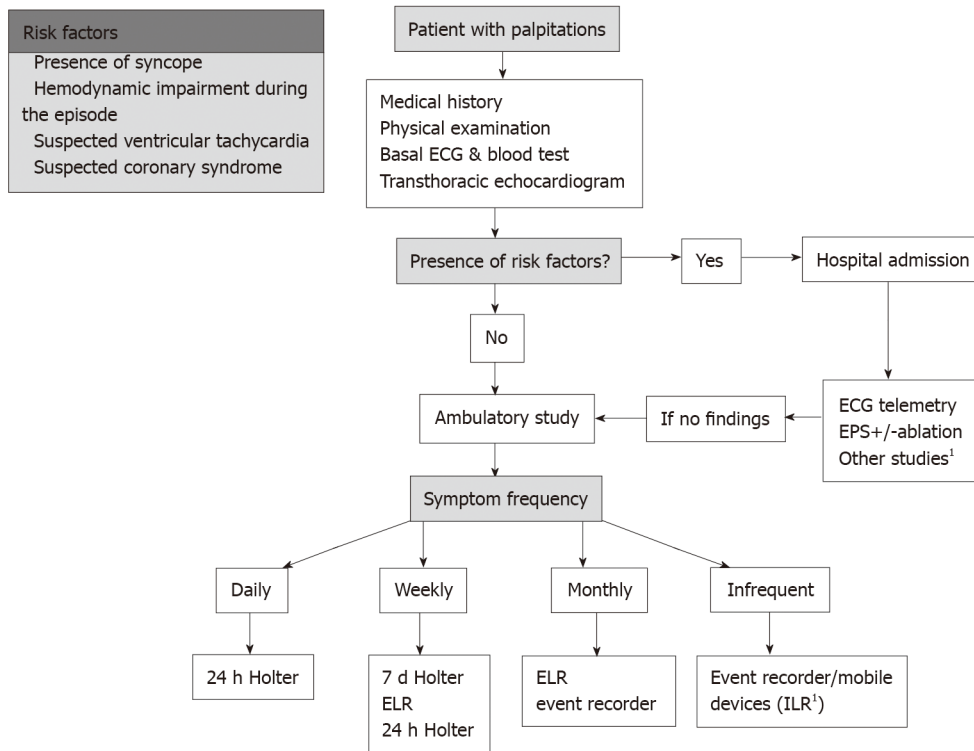 Risk factors
Presence of syncope
Hemodynamic impairment during
the episode
Suspected ventricular tachycardia
Suspected coronary syndrome
Patient with palpitations
Medical history
Physical examination
Basal ECG & blood test
Transthoracic echocardiogram
Presence of risk factors?
Yes
Hospital admission
No
Ambulatory study
If no findings
ECG telemetry
EPS+/-ablation
Other studies¹
Symptom frequency
Daily
Weekly
Monthly
Infrequent
24 h Holter
7 d Holter
ELR
24 h Holter
ELR
event recorder
Event recorder/mobile
devices (ILR¹)